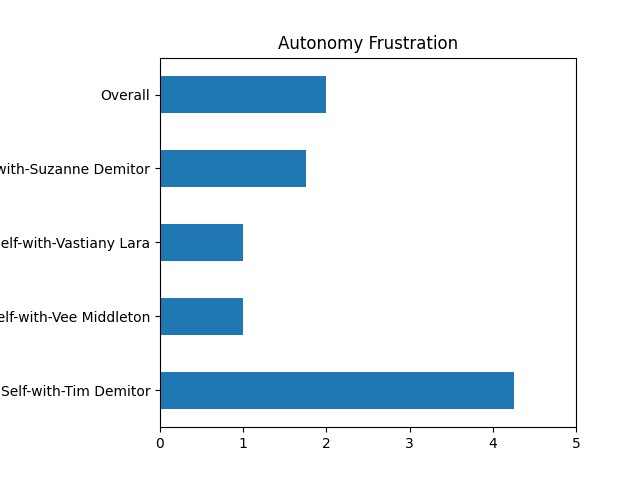 Autonomy Frustration
Overall
with-Suzanne Demitor
elf-with-Vastiany Lara
elf-with-Vee Middleton
Self-with-Tim Demitor
0 1 2 3 4 5